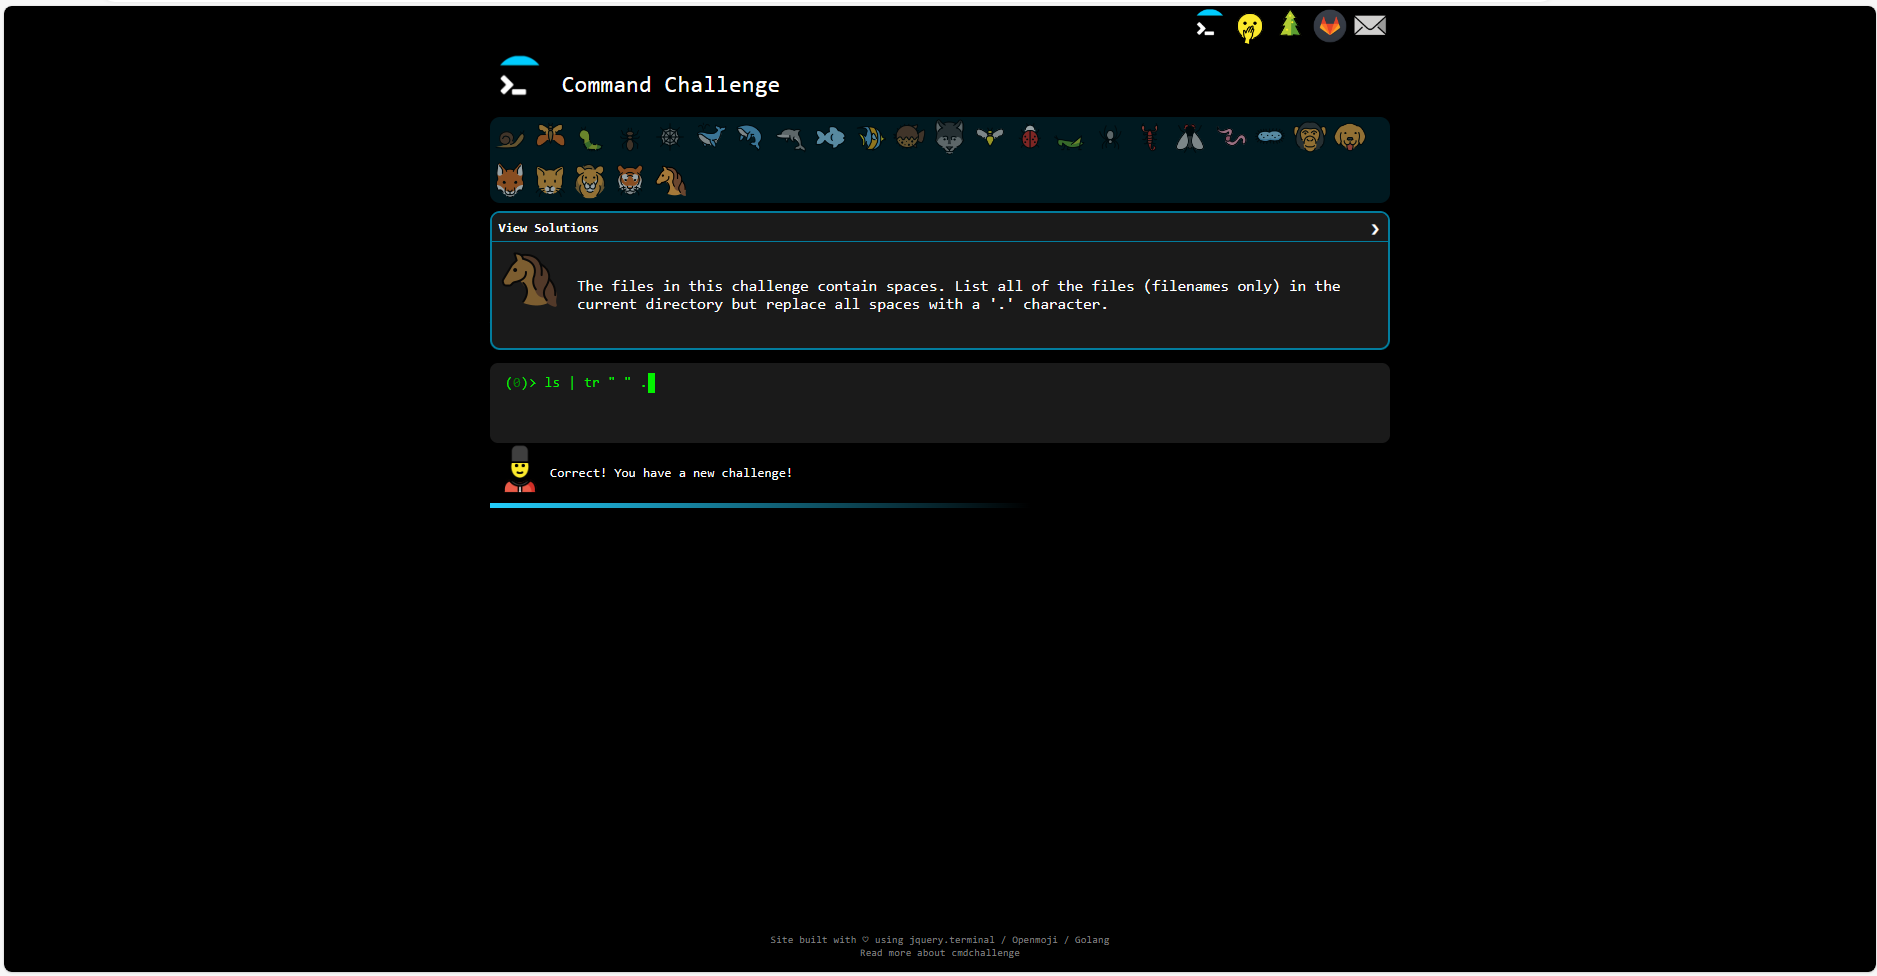 Command Challenge
View Solutions
The files in this challenge contain spaces. List all of the files (filenames only) in the
current directory but replace all spaces with a '.' character.
(0)> ls | tr " " .
Correct! You have a new challenge!
Site built with ♡ using jquery.terminal / Openmoji / Golang
Read more about cmdchallenge